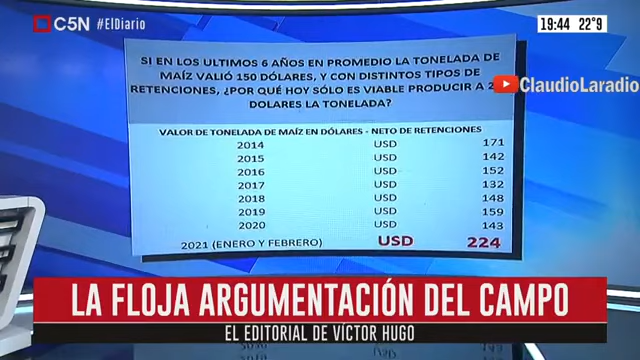 C5N #ElDiario
19:44 22°9
SI EN LOS ULTIMOS 6 AÑOS EN PROMEDIO LA TONELADA DE
MAÍZ VALIÓ 150 DÓLARES, Y CON DISTINTOS TIPOS DE
RETENCIONES, ¿POR QUÉ HOY SÓLO ES VIABLE PRODUCIR A
DOLARES LA TONELADA?
ClaudioLaradio
VALOR DE TONELADA DE MAÍZ EN DÓLARES - NETO DE RETENCIONES
2014 USD 171
2015 USD 142
2016 USD 152
2017 USD 132
2018 USD 148
2019 USD 159
2020 USD 143
2021 (ENERO Y FEBRERO) USD 224
LA FLOJA ARGUMENTACIÓN DEL CAMPO
EL EDITORIAL DE VÍCTOR HUGO